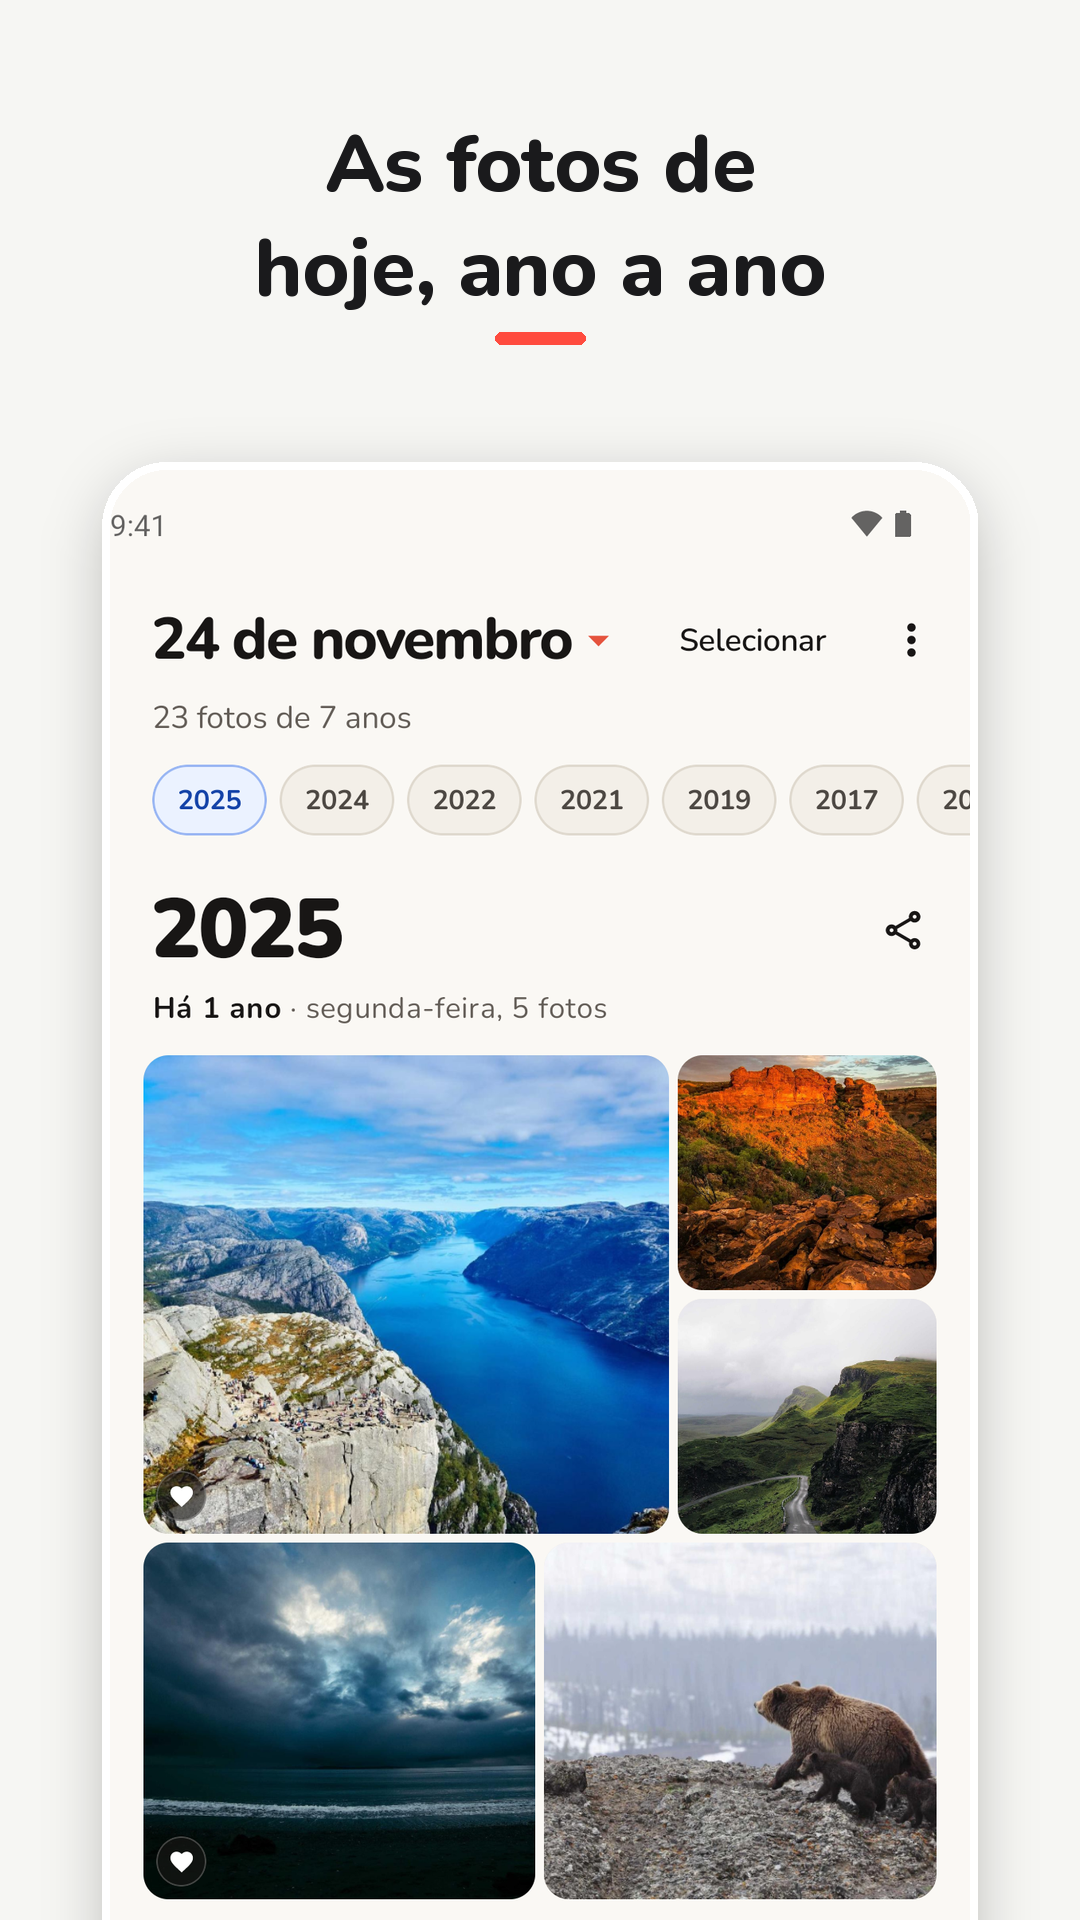 As fotos de
hoje, ano a ano
9:41
24 de novembro
Selecionar
23 fotos de 7 anos
2025 2024 2022 2021 2019 2017 20
2025
Há 1 ano · segunda-feira, 5 fotos